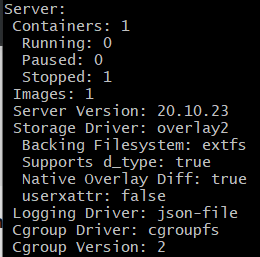 Server:
Containers: 1
Running: 0
Paused: 0
Stopped: 1
Images: 1
Server Version: 20.10.23
Storage Driver: overlay2
Backing Filesystem: extfs
Supports d_type: true
Native Overlay Diff: true
userxattr: false
Logging Driver: json-file
Cgroup Driver: cgroupfs
Cgroup Version: 2